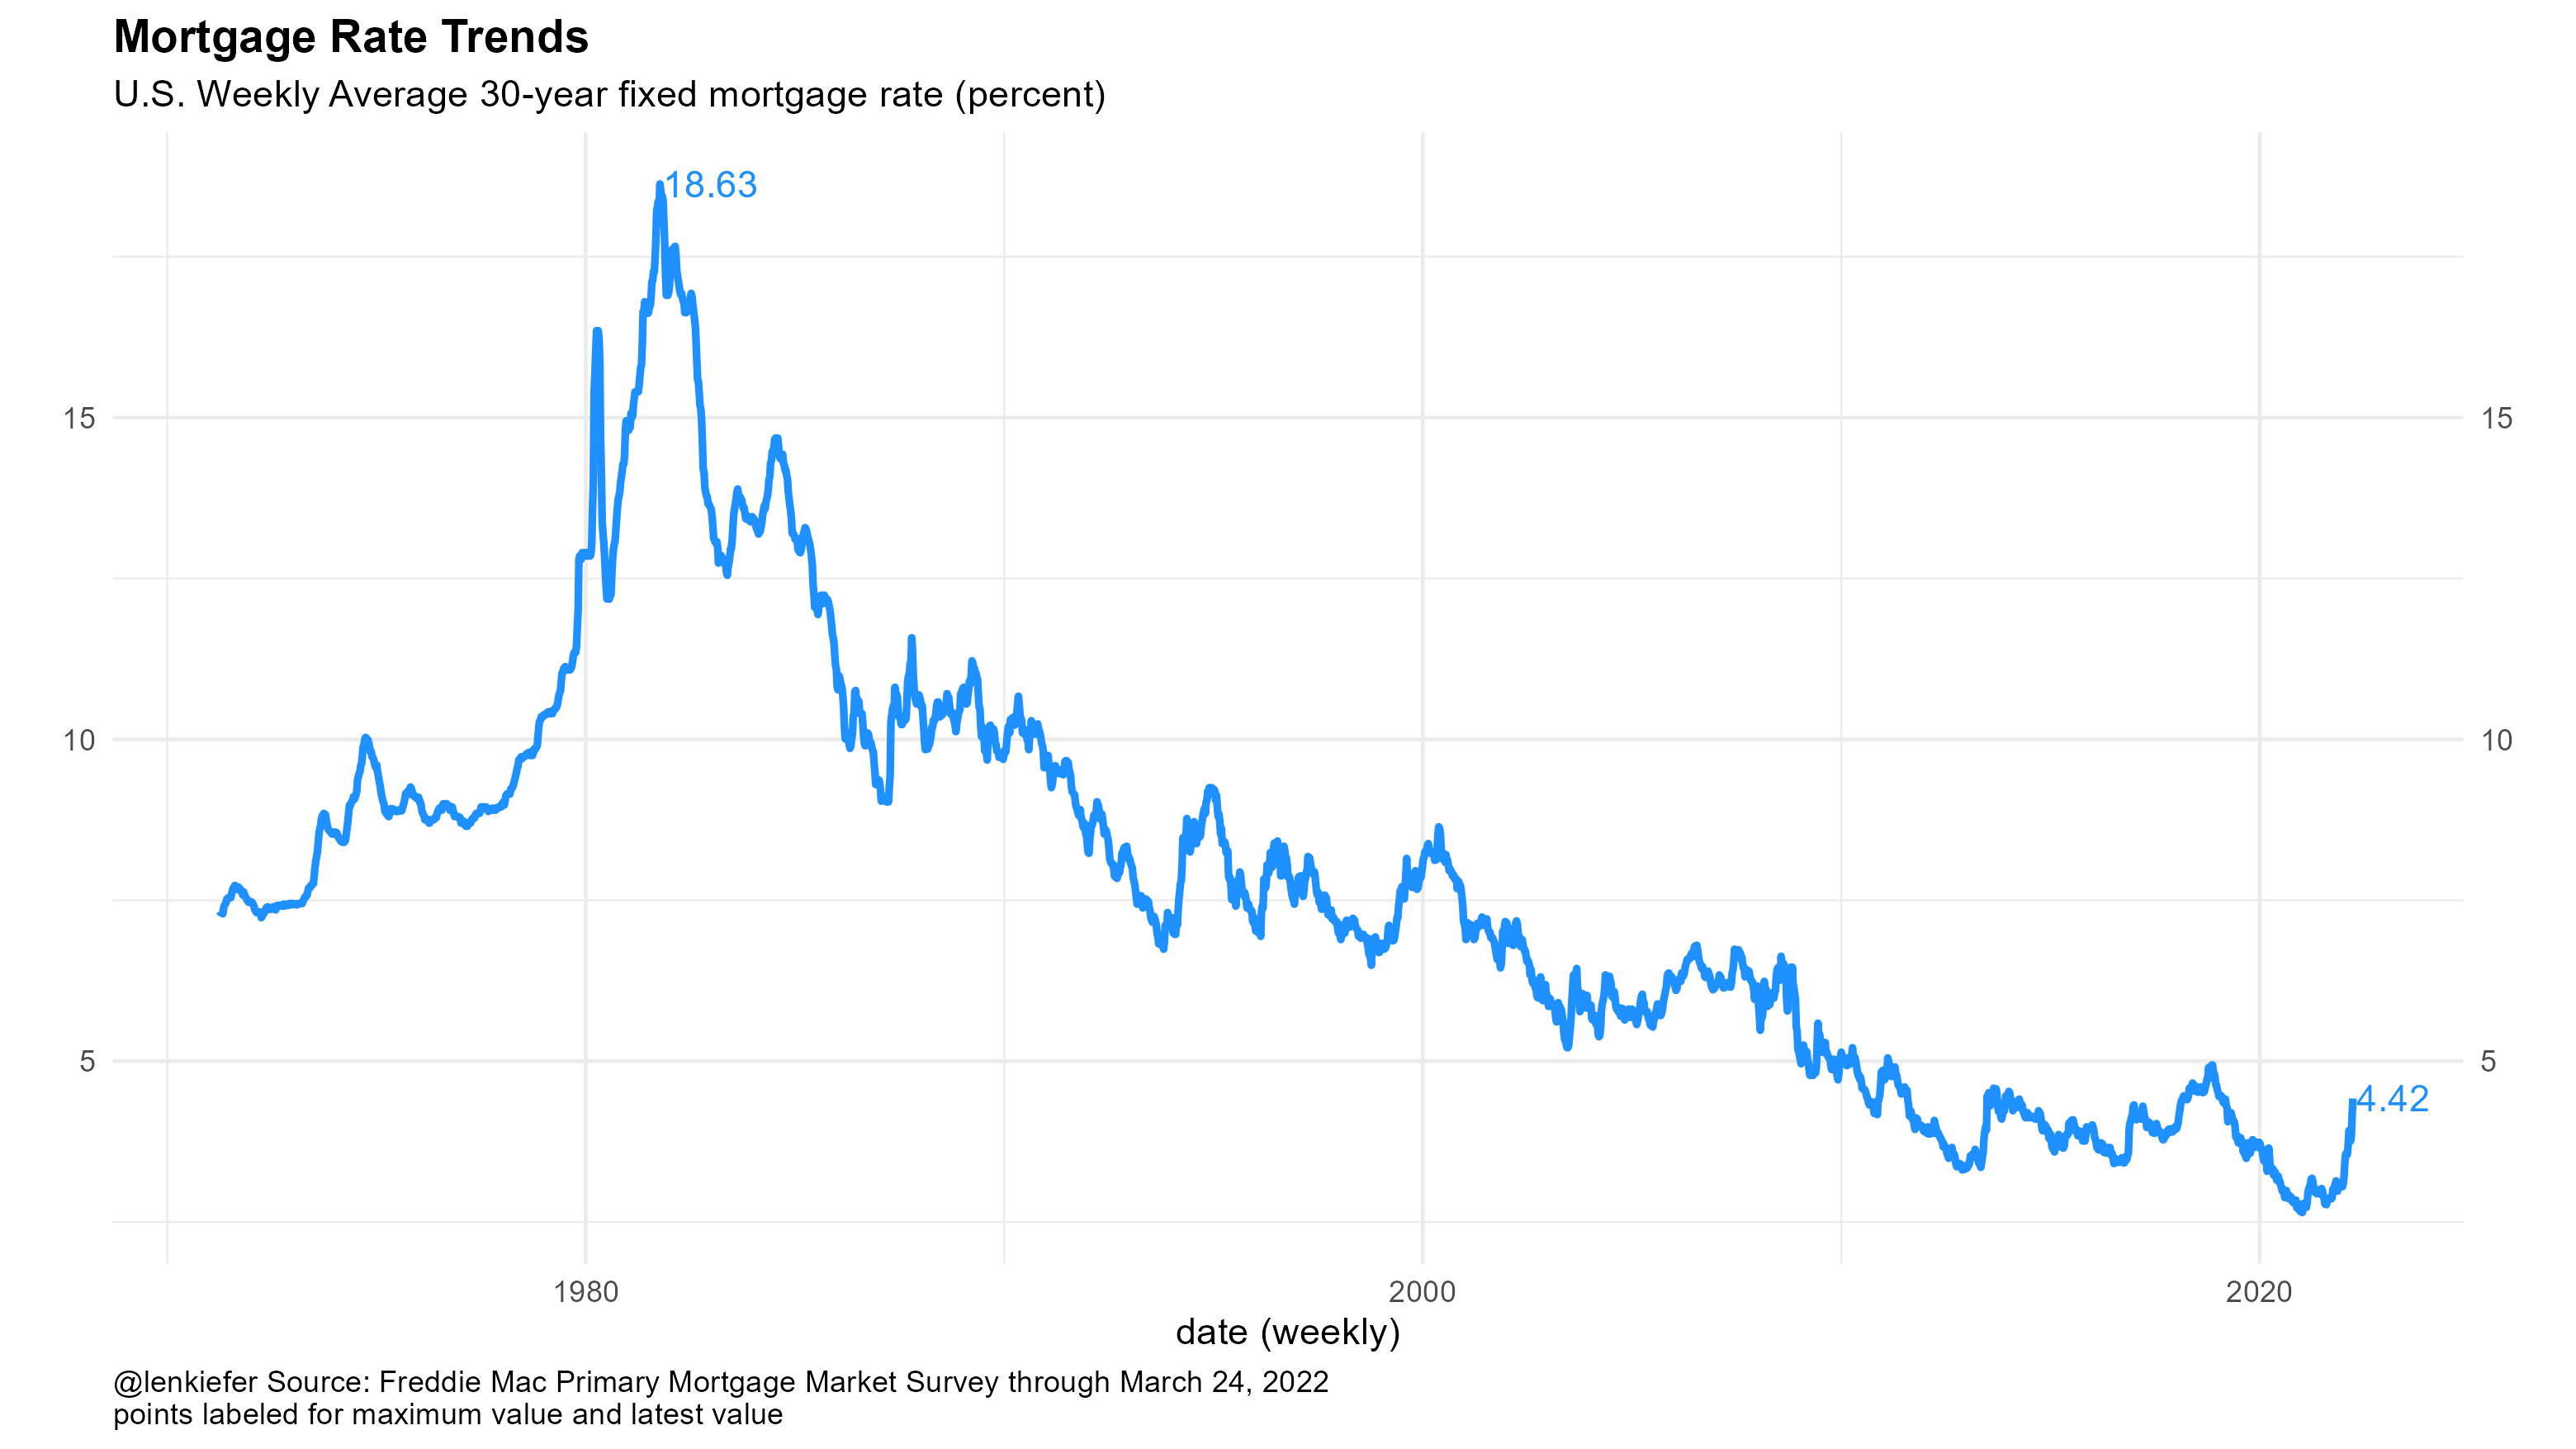 Mortgage Rate Trends
U.S. Weekly Average 30-year fixed mortgage rate (percent)
18.63
15
15
10
10
5
5
4.42
1980
2000
2020
date (weekly)
@lenkiefer Source: Freddie Mac Primary Mortgage Market Survey through March 24, 2022
points labeled for maximum value and latest value